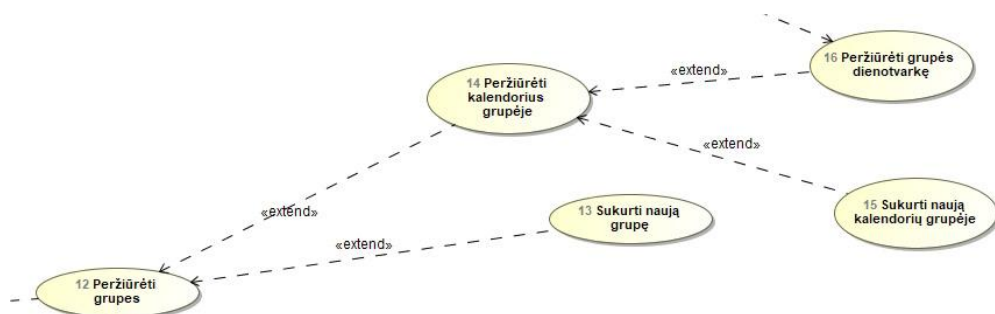 16 Peržiūrėti grupės
dienotvarkę
«extend»
14 Peržiūrėti
kalendorius
grupėje
«extend»
15 Sukurti naują
kalendorių grupėje
«extend»
13 Sukurti naują
grupę
«extend»
12 Peržiūrėti
grupes